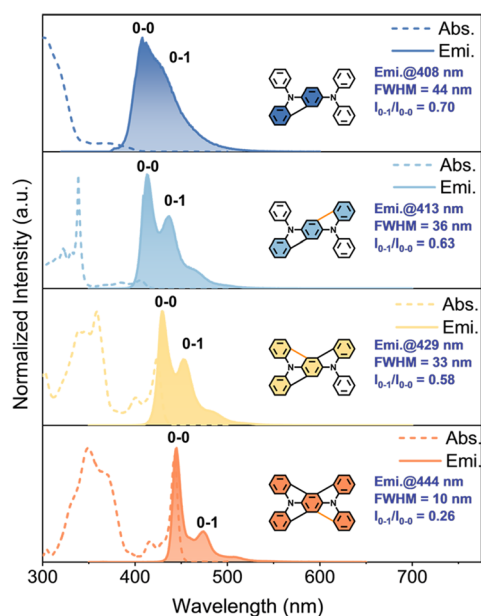 0-0
0-1
Abs.
Emi.
N
N
Emi.@408 nm
FWHM = 44 nm
I0-1/I0-0 = 0.70
0-0
0-1
Abs.
Emi.
N
N
Emi.@413 nm
FWHM = 36 nm
I0-1/I0-0 = 0.63
0-0
0-1
Abs.
Emi.
N
N
Emi.@429 nm
FWHM = 33 nm
I0-1/I0-0 = 0.58
0-0
0-1
Abs.
Emi.
N
N
Emi.@444 nm
FWHM = 10 nm
I0-1/I0-0 = 0.26
Normalized Intensity (a.u.)
300 400 500 600 700
Wavelength (nm)